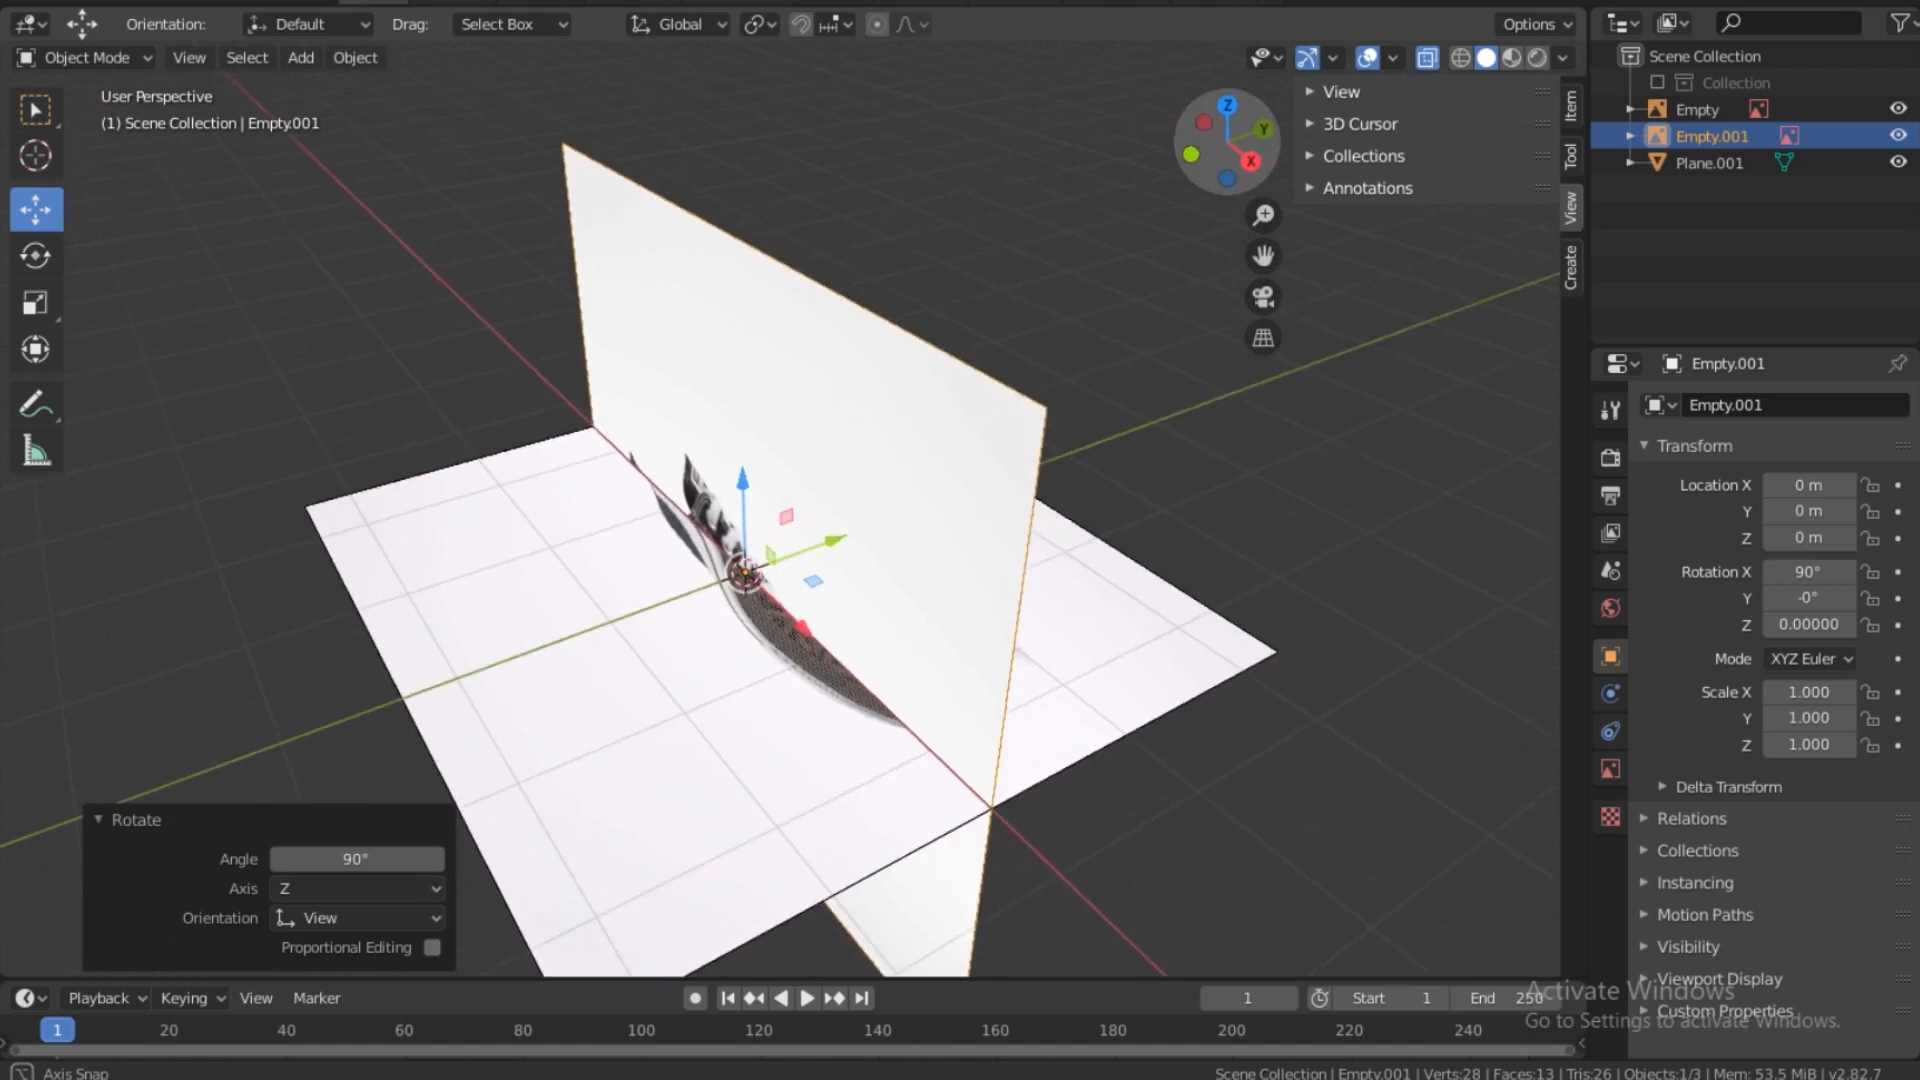 Orientation: Default Drag: Select Box Global Options
Object Mode View Select Add Object
User Perspective
(1) Scene Collection | Empty.001
Z
Y
X
View
3D Cursor
Collections
Annotations
Item
Tool
View
Create
Scene Collection
Collection
Empty
Empty.001
Plane.001
Empty.001
Empty.001
Transform
Location X 0 m
Y 0 m
Z 0 m
Rotation X 90°
Y -0°
Z 0.00000
Mode XYZ Euler
Scale X 1.000
Y 1.000
Z 1.000
Delta Transform
Relations
Collections
Instancing
Motion Paths
Visibility
Viewport Display
Custom Properties
Activate Windows
Go to Settings to activate Windows.
Rotate
Angle 90°
Axis Z
Orientation View
Proportional Editing
Playback Keying View Marker 1 Start 1 End 250
1 20 40 60 80 100 120 140 160 180 200 220 240
Axis Snap
Scene Collection | Empty.001 | Verts:28 | Faces:13 | Tris:26 | Objects:1/3 | Mem: 53.5 MiB | v2.82.7